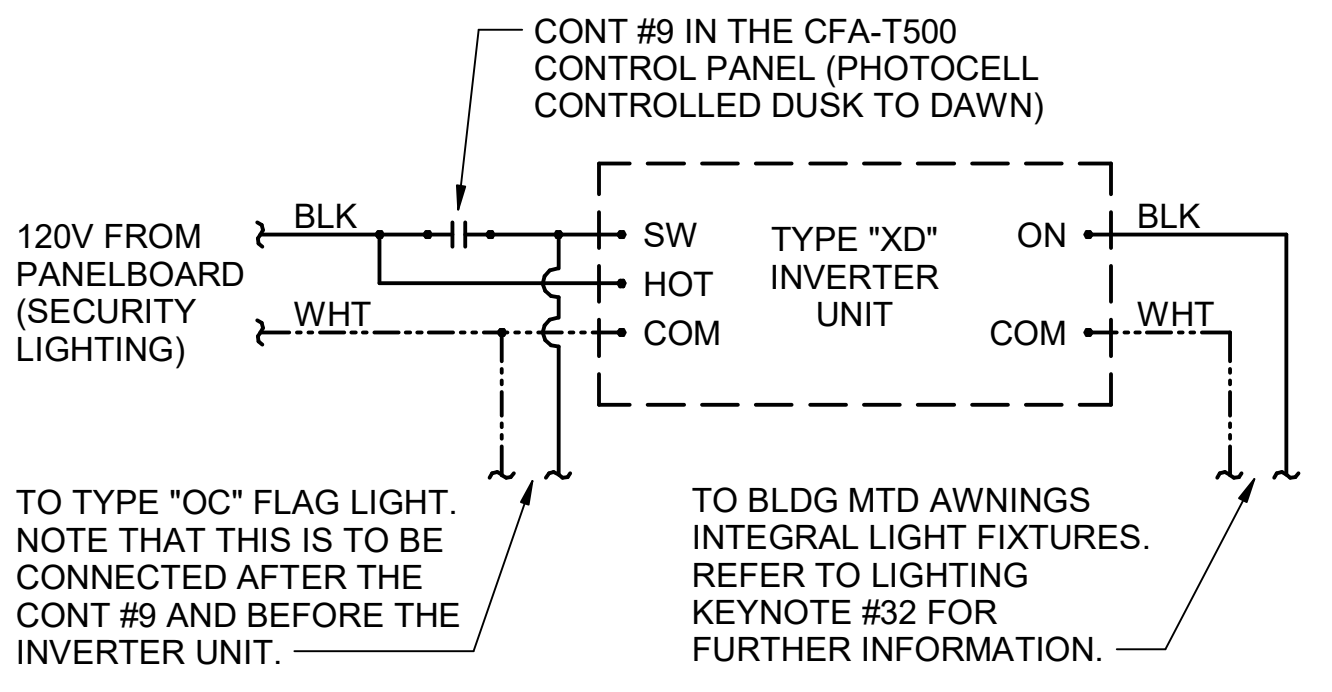 CONT #9 IN THE CFA-T500
CONTROL PANEL (PHOTOCELL
CONTROLLED DUSK TO DAWN)
120V FROM
PANELBOARD
(SECURITY
LIGHTING)
BLK
WHT
SW
HOT
COM
TYPE "XD"
INVERTER
UNIT
ON
COM
BLK
WHT
TO TYPE "OC" FLAG LIGHT.
NOTE THAT THIS IS TO BE
CONNECTED AFTER THE
CONT #9 AND BEFORE THE
INVERTER UNIT.
TO BLDG MTD AWNINGS
INTEGRAL LIGHT FIXTURES.
REFER TO LIGHTING
KEYNOTE #32 FOR
FURTHER INFORMATION.